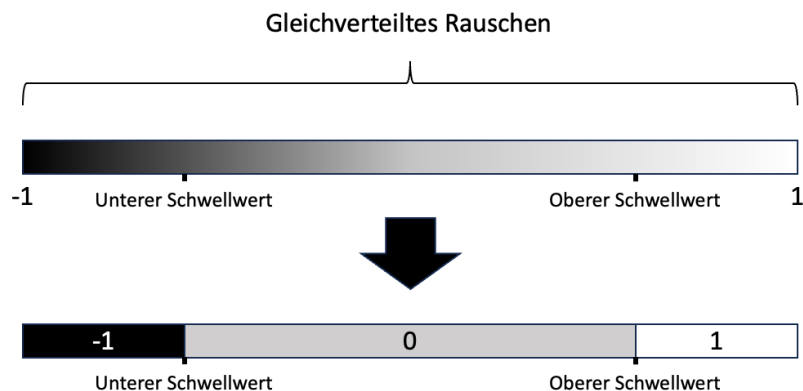 Gleichverteiltes Rauschen
-1 Unterer Schwellwert Oberer Schwellwert 1
-1 0 1
Unterer Schwellwert Oberer Schwellwert